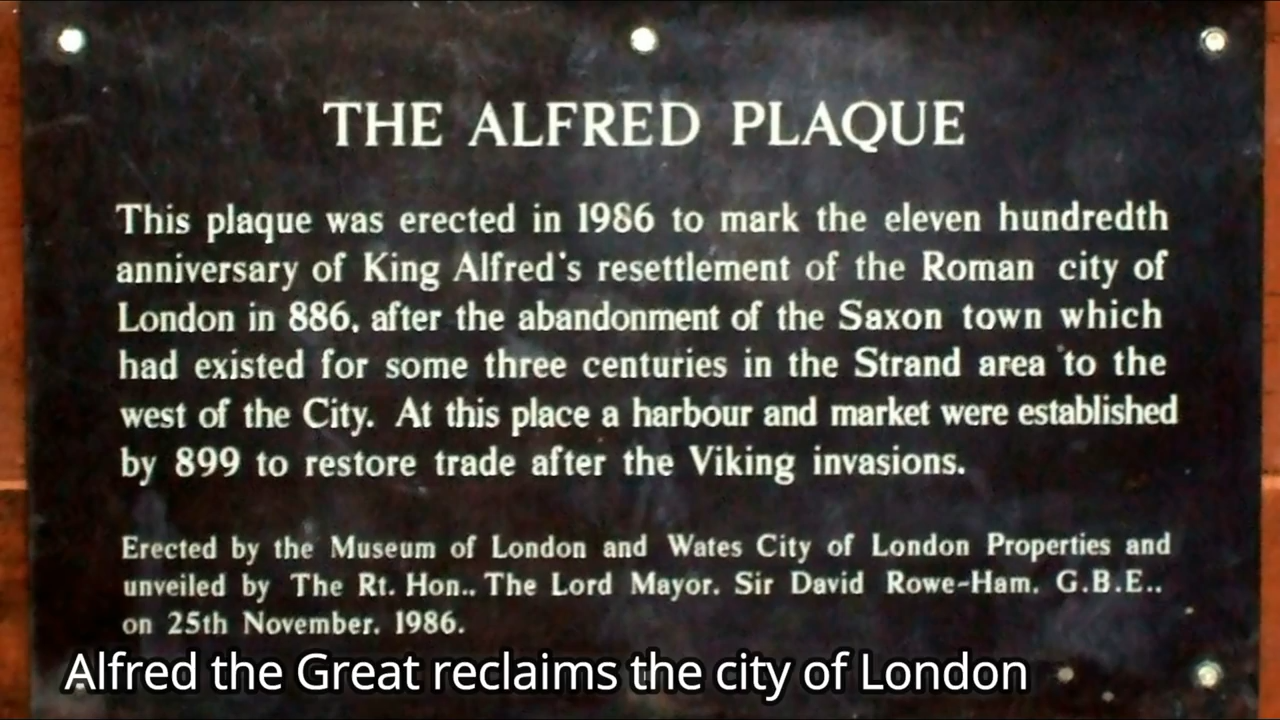 THE ALFRED PLAQUE
This plaque was erected in 1986 to mark the eleven hundredth
anniversary of King Alfred's resettlement of the Roman city of
London in 886, after the abandonment of the Saxon town which
had existed for some three centuries in the Strand area to the
west of the City. At this place a harbour and market were established
by 899 to restore trade after the Viking invasions.
Erected by the Museum of London and Wates City of London Properties and
unveiled by The Rt. Hon.. The Lord Mayor. Sir David Rowe-Ham. G.B.E..
on 25th November. 1986.
Alfred the Great reclaims the city of London